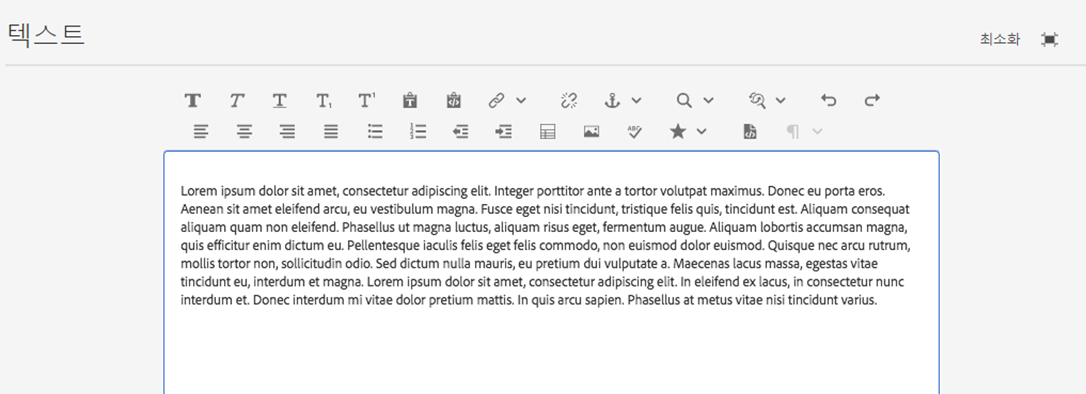 텍스트
최소화
Lorem ipsum dolor sit amet, consectetur adipiscing elit. Integer porttitor ante a tortor volutpat maximus. Donec eu porta eros.
Aenean sit amet eleifend arcu, eu vestibulum magna. Fusce eget nisi tincidunt, tristique felis quis, tincidunt est. Aliquam consequat
aliquam quam non eleifend. Phasellus ut magna luctus, aliquam risus eget, fermentum augue. Aliquam lobortis accumsan magna,
quis efficitur enim dictum eu. Pellentesque iaculis felis eget felis commodo, non euismod dolor euismod. Quisque nec arcu rutrum,
mollis tortor non, sollicitudin odio. Sed dictum nulla mauris, eu pretium dui vulputate a. Maecenas lacus massa, egestas vitae
tincidunt eu, interdum et magna. Lorem ipsum dolor sit amet, consectetur adipiscing elit. In eleifend ex lacus, in consectetur nunc
interdum et. Donec interdum mi vitae dolor pretium mattis. In quis arcu sapien. Phasellus at metus vitae nisi tincidunt varius.